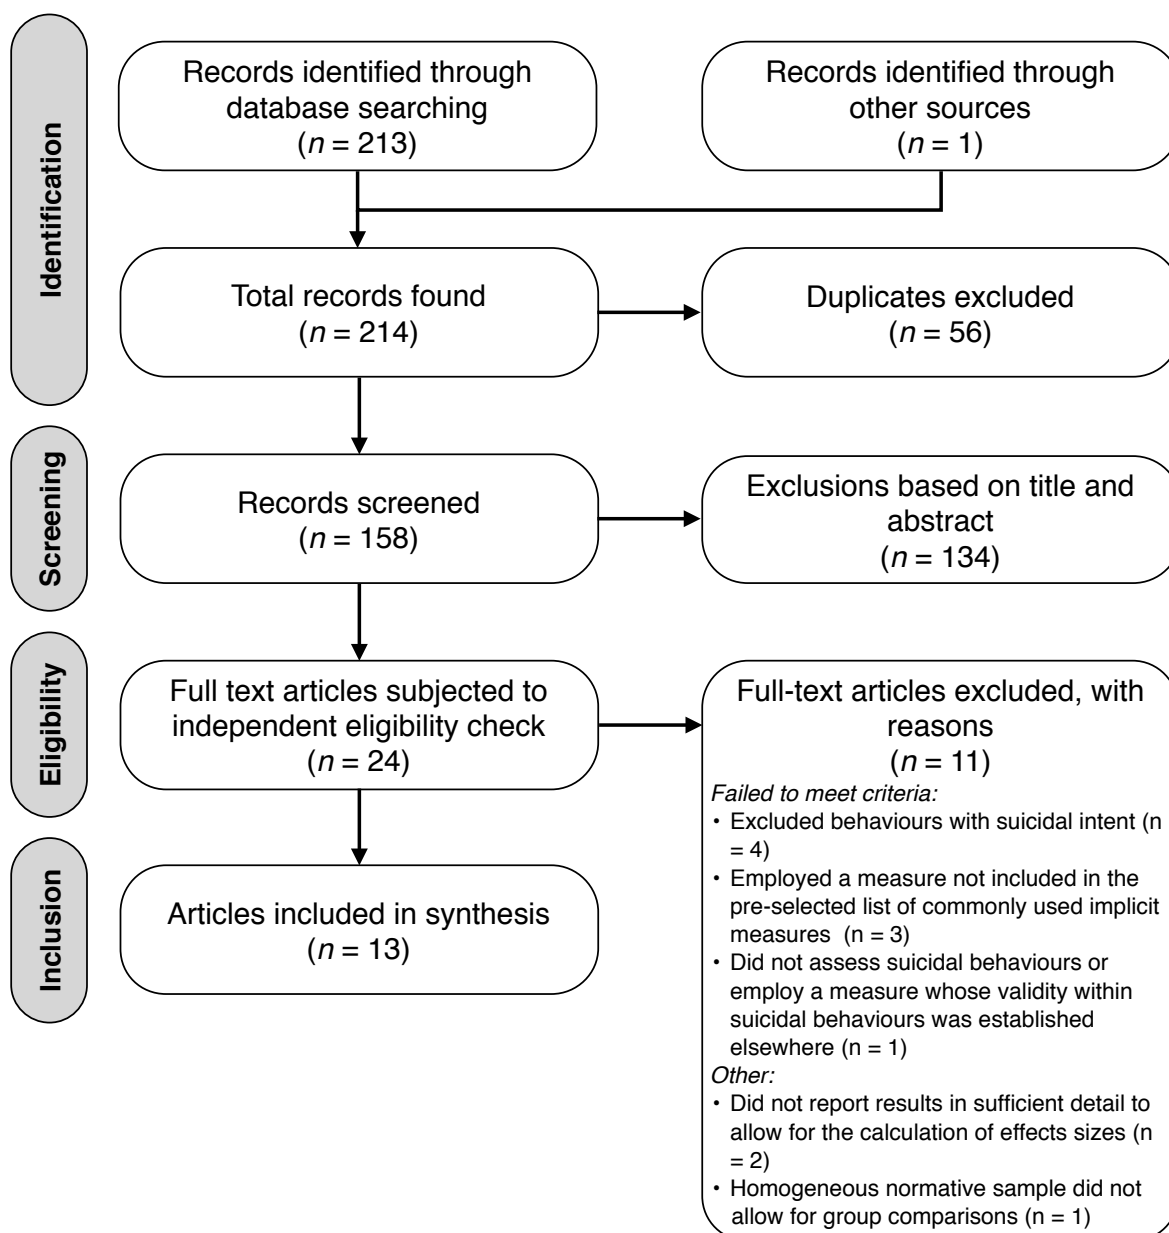 Identification
Records identified through
database searching
(n = 213)
Records identified through
other sources
(n = 1)
Total records found
(n = 214)
Duplicates excluded
(n = 56)
Screening
Records screened
(n = 158)
Exclusions based on title and
abstract
(n = 134)
Eligibility
Full text articles subjected to
independent eligibility check
(n = 24)
Full-text articles excluded, with
reasons
(n = 11)
Failed to meet criteria:
• Excluded behaviours with suicidal intent (n
= 4)
• Employed a measure not included in the
pre-selected list of commonly used implicit
measures (n = 3)
• Did not assess suicidal behaviours or
employ a measure whose validity within
suicidal behaviours was established
elsewhere (n = 1)
Other:
• Did not report results in sufficient detail to
allow for the calculation of effects sizes (n
= 2)
• Homogeneous normative sample did not
allow for group comparisons (n = 1)
Inclusion
Articles included in synthesis
(n = 13)